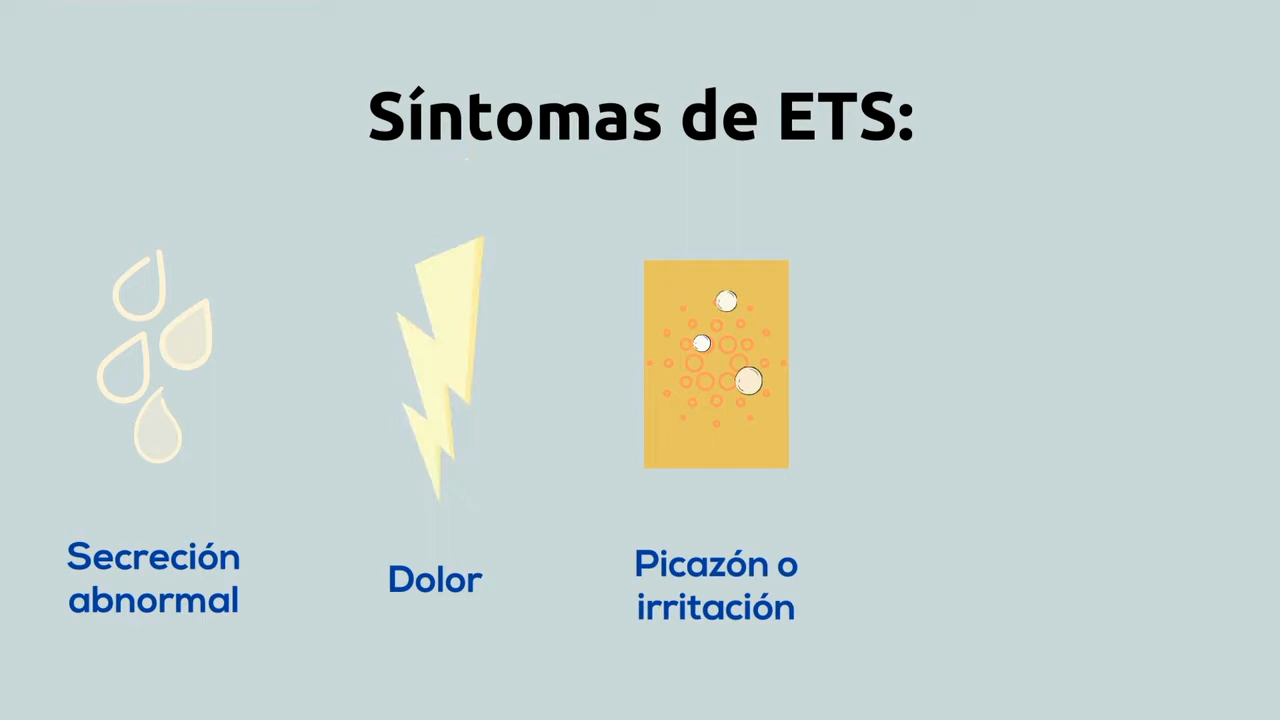 Síntomas de ETS:
Secreción
abnormal
Dolor
Picazón o
irritación